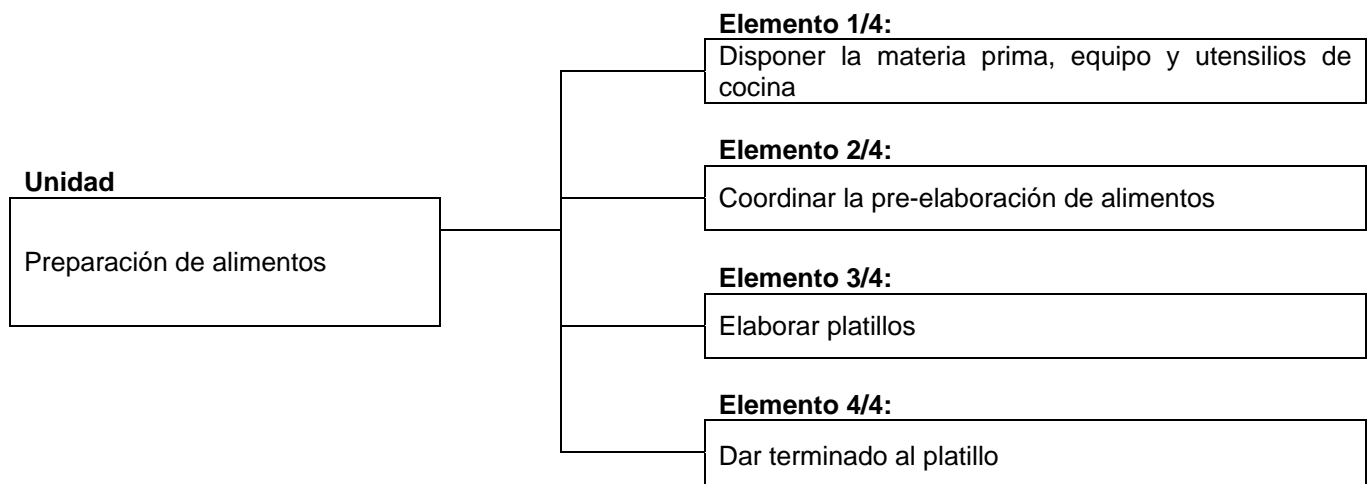 Elemento 1/4:
Disponer la materia prima, equipo y utensilios de
cocina
Elemento 2/4:
Unidad
Coordinar la pre-elaboración de alimentos
Preparación de alimentos
Elemento 3/4:
Elaborar platillos
Elemento 4/4:
Dar terminado al platillo